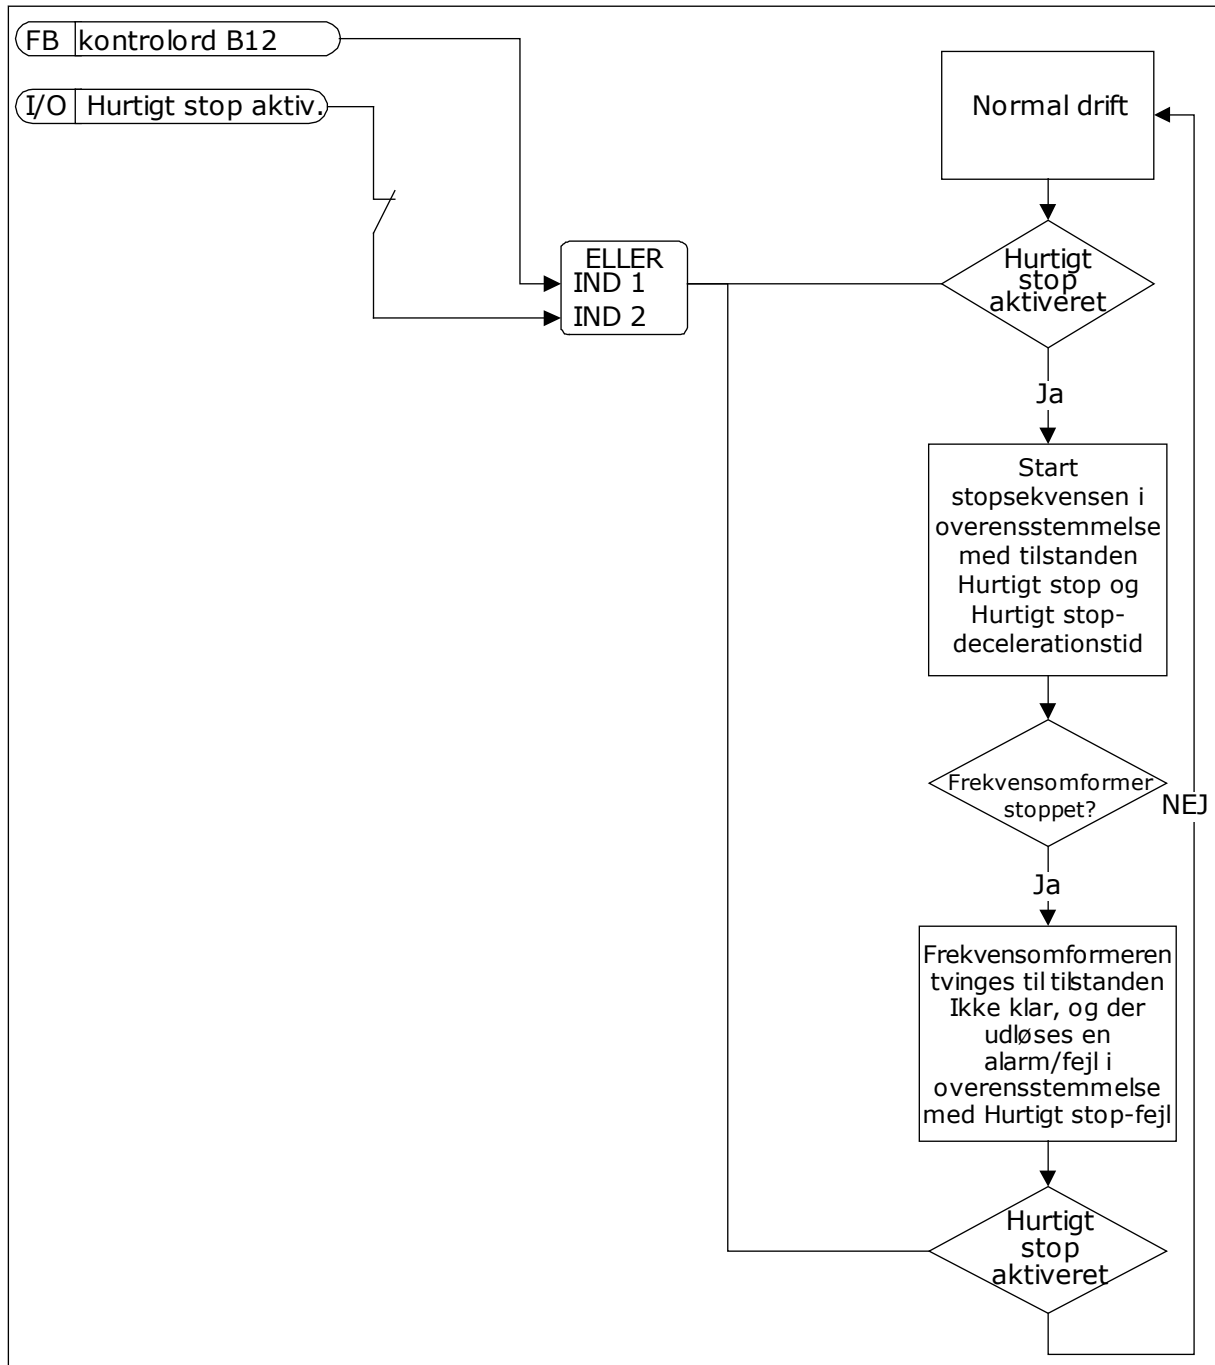 FB kontrolord B12
I/O Hurtigt stop aktiv.
ELLER
IND 1
IND 2
Normal drift
Hurtigt
stop
aktiveret
Ja
Start
stopsekvensen i
overensstemmelse
med tilstanden
Hurtigt stop og
Hurtigt stop-
decelerationstid
Frekvensomformer
stoppet?
NEJ
Ja
Frekvensomformeren
tvinges til tilstanden
Ikke klar, og der
udløses en
alarm/fejl i
overensstemmelse
med Hurtigt stop-fejl
Hurtigt
stop
aktiveret